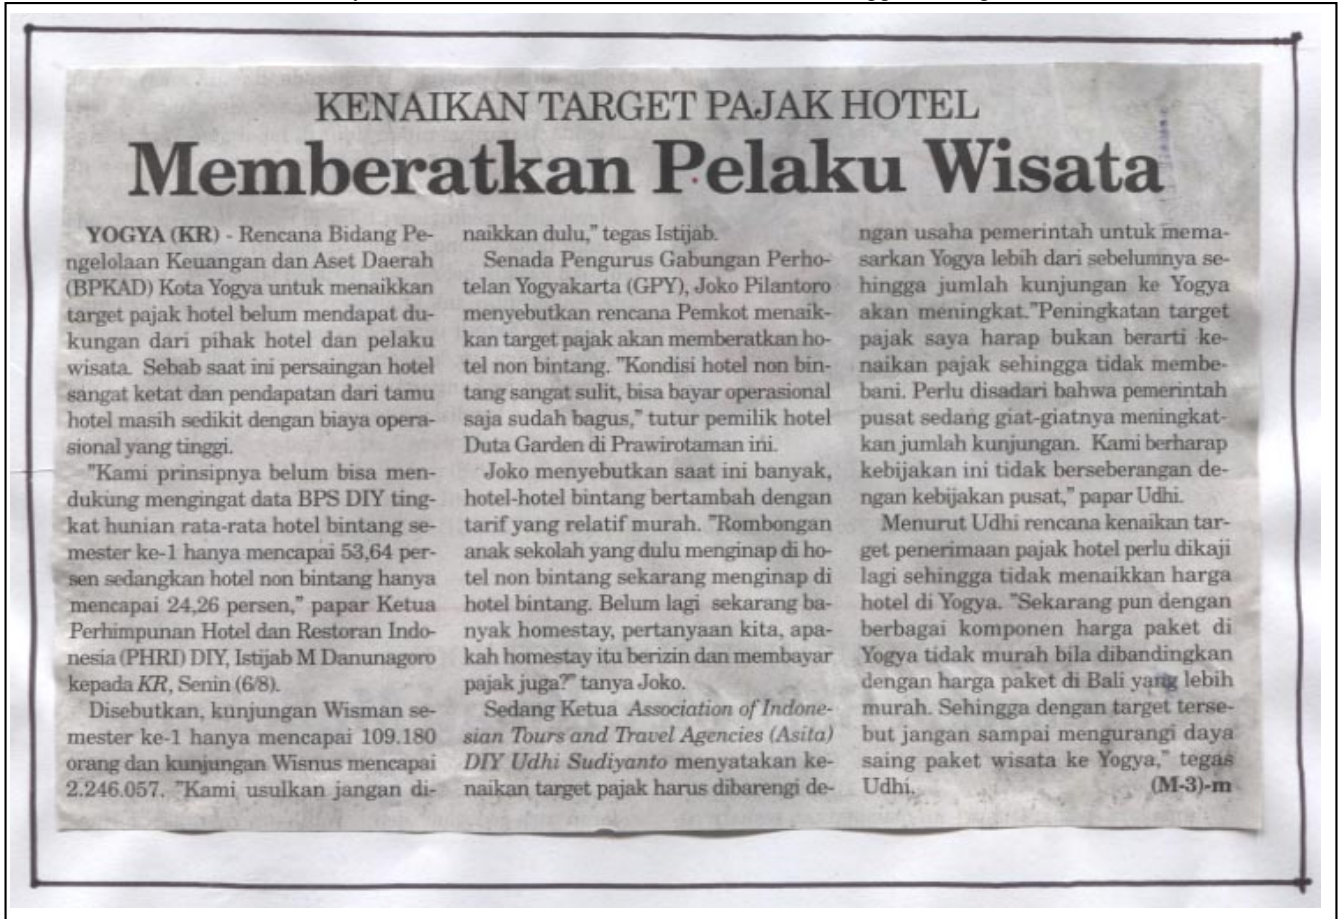 KENAIKAN TARGET PAJAK HOTEL
Memberatkan Pelaku Wisata
YOGYA (KR) - Rencana Bidang Pe-
ngelolaan Keuangan dan Aset Daerah
(BPKAD) Kota Yogya untuk menaikkan
target pajak hotel belum mendapat du-
kungan dari pihak hotel dan pelaku
wisata. Sebab saat ini persaingan hotel
sangat ketat dan pendapatan dari tamu
hotel masih sedikit dengan biaya opera-
sional yang tinggi.
"Kami prinsipnya belum bisa men-
dukung mengingat data BPS DIY ting-
kat hunian rata-rata hotel bintang se-
mester ke-1 hanya mencapai 53,64 per-
sen sedangkan hotel non bintang hanya
mencapai 24,26 persen," papar Ketua
Perhimpunan Hotel dan Restoran Indo-
nesia (PHRI) DIY, Istijab M Danunagoro
kepada KR, Senin (6/8).
Disebutkan, kunjungan Wisman se-
mester ke-1 hanya mencapai 109.180
orang dan kunjungan Wisnus mencapai
2.246.057. "Kami usulkan jangan di-
naikkan dulu," tegas Istijab.
Senada Pengurus Gabungan Perho-
telan Yogyakarta (GPY), Joko Pilantoro
menyebutkan rencana Pemkot menaik-
kan target pajak akan memberatkan ho-
tel non bintang. "Kondisi hotel non bin-
tang sangat sulit, bisa bayar operasional
saja sudah bagus," tutur pemilik hotel
Duta Garden di Prawirotaman ini.
Joko menyebutkan saat ini banyak,
hotel-hotel bintang bertambah dengan
tarif yang relatif murah. "Rombongan
anak sekolah yang dulu menginap di ho-
tel non bintang sekarang menginap di
hotel bintang. Belum lagi sekarang ba-
nyak homestay, pertanyaan kita, apa-
kah homestay itu berizin dan membayar
pajak juga?" tanya Joko.
Sedang Ketua Association of Indone-
sian Tours and Travel Agencies (Asita)
DIY Udhi Sudiyanto menyatakan ke-
naikan target pajak harus dibarengi de-
ngan usaha pemerintah untuk mema-
sarkan Yogya lebih dari sebelumnya se-
hingga jumlah kunjungan ke Yogya
akan meningkat."Peningkatan target
pajak saya harap bukan berarti ke-
naikan pajak sehingga tidak membe-
bani. Perlu disadari bahwa pemerintah
pusat sedang giat-giatnya meningkat-
kan jumlah kunjungan. Kami berharap
kebijakan ini tidak berseberangan de-
ngan kebijakan pusat," papar Udhi.
Menurut Udhi rencana kenaikan tar-
get penerimaan pajak hotel perlu dikaji
lagi sehingga tidak menaikkan harga
hotel di Yogya. "Sekarang pun dengan
berbagai komponen harga paket di
Yogya tidak murah bila dibandingkan
dengan harga paket di Bali yang lebih
murah. Sehingga dengan target terse-
but jangan sampai mengurangi daya
saing paket wisata ke Yogya," tegas
Udhi. (M-3)-m